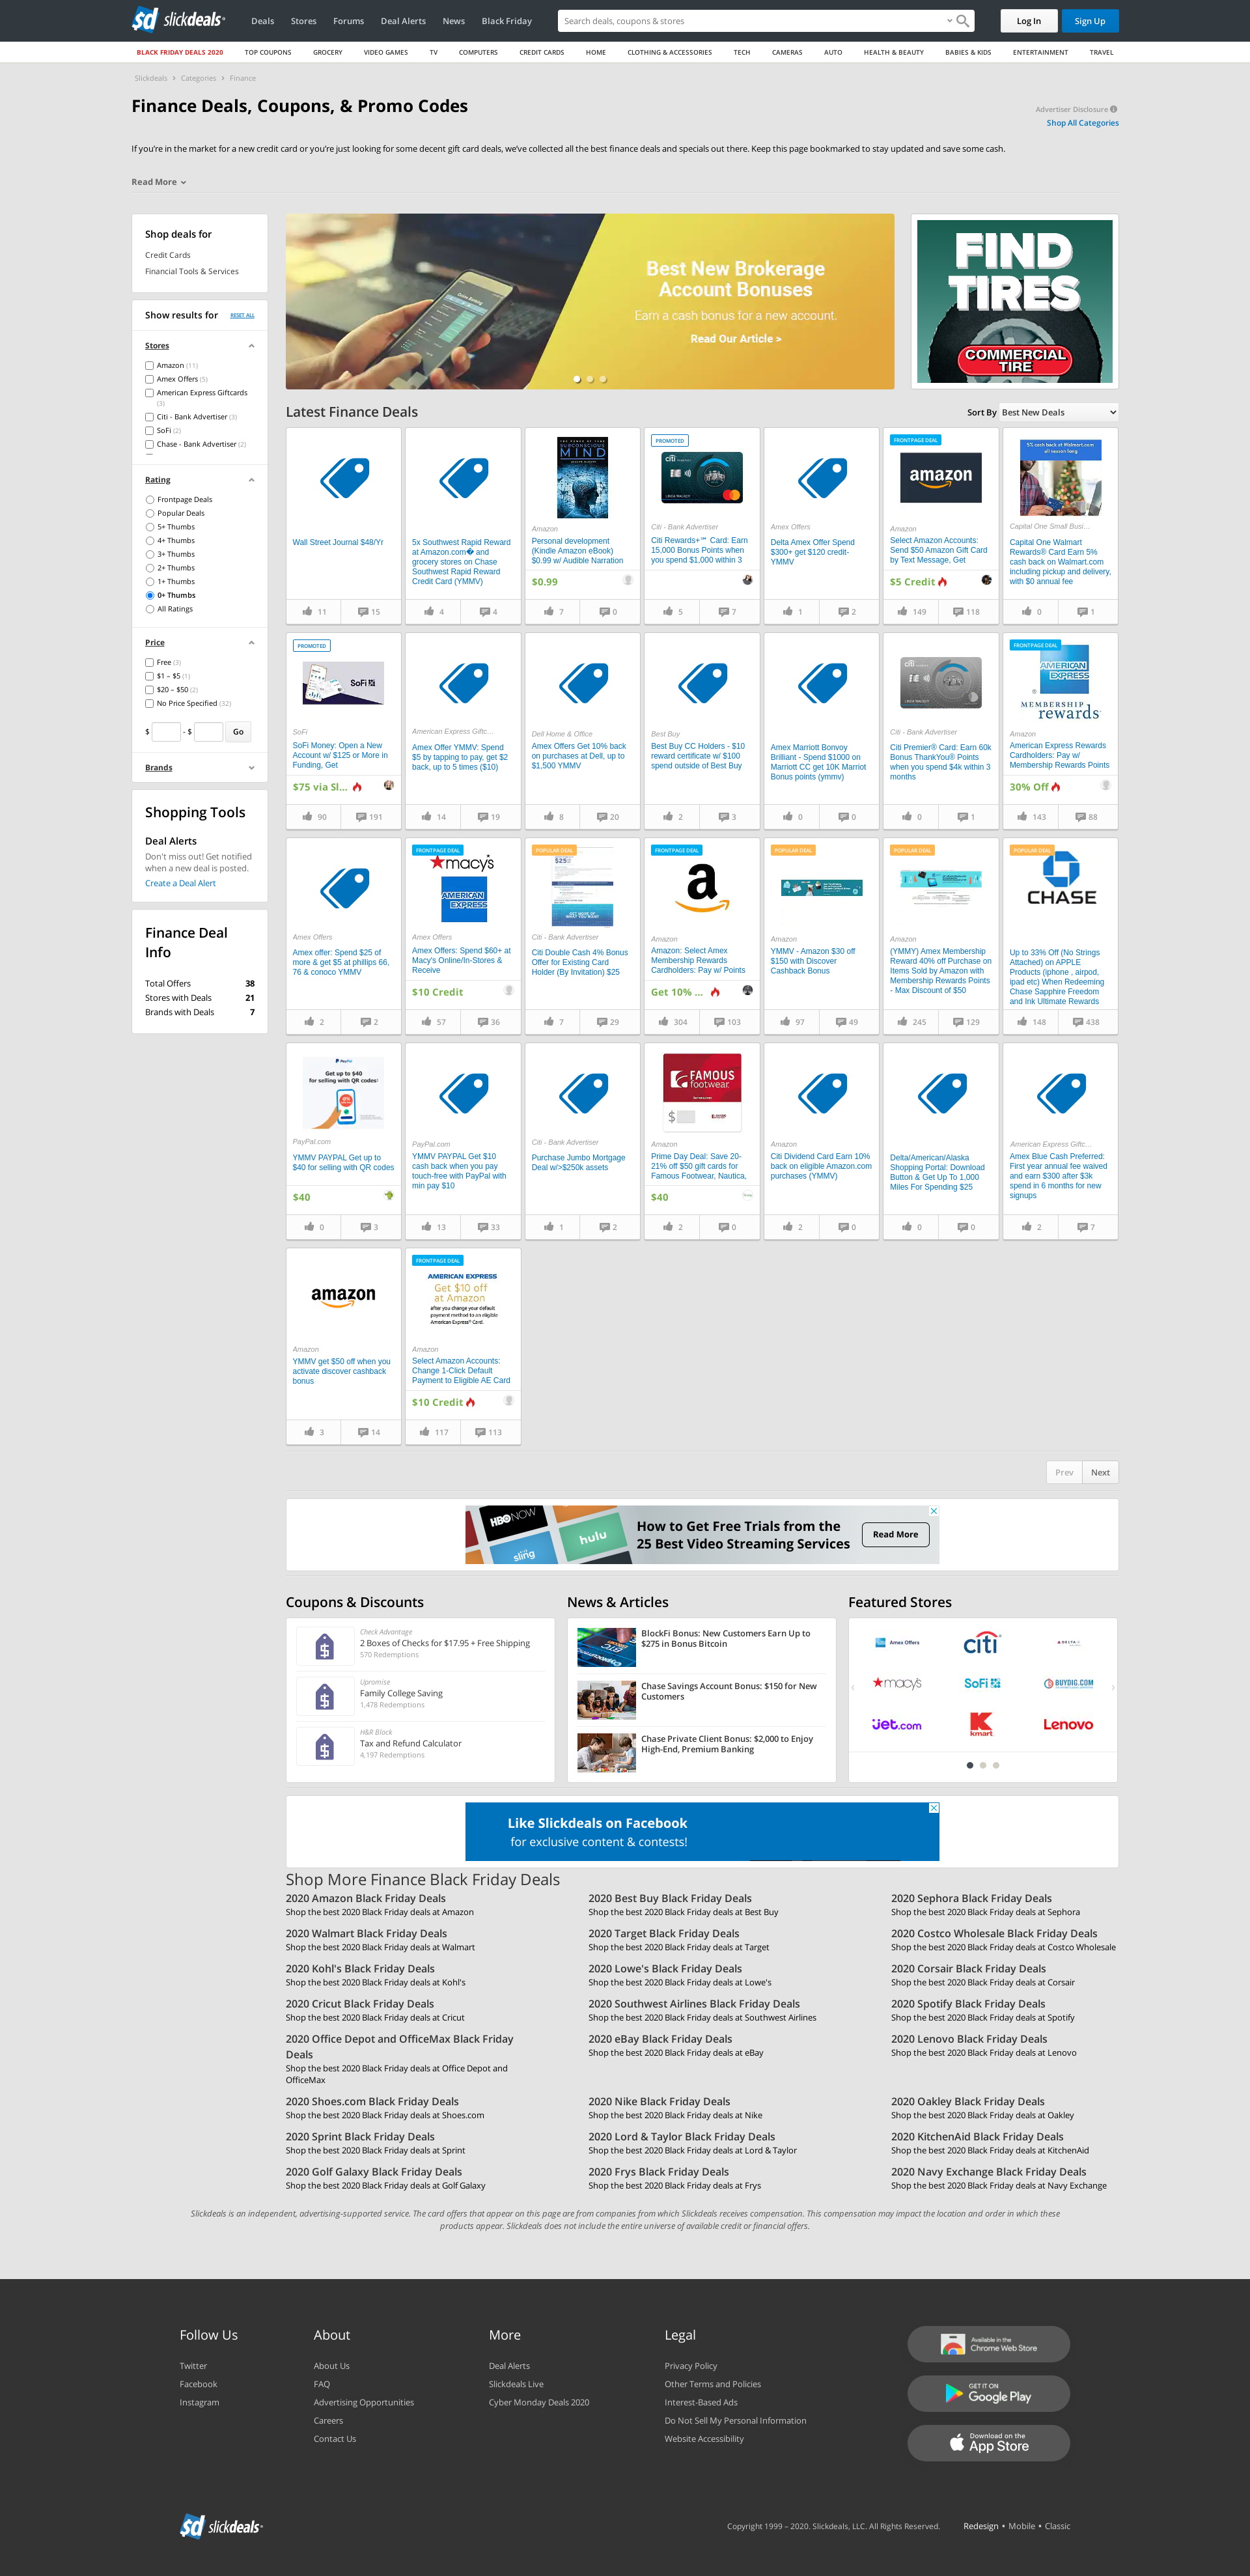 slickdeals
Deals Stores Forums Deal Alerts News Black Friday
Search deals, coupons & stores
Log In Sign Up
BLACK FRIDAY DEALS 2020 TOP COUPONS GROCERY VIDEO GAMES TV COMPUTERS CREDIT CARDS HOME CLOTHING & ACCESSORIES TECH CAMERAS AUTO HEALTH & BEAUTY BABIES & KIDS ENTERTAINMENT TRAVEL
Slickdeals > Categories > Finance
Finance Deals, Coupons, & Promo Codes
Advertiser Disclosure
Shop All Categories
If you're in the market for a new credit card or you're just looking for some decent gift card deals, we've collected all the best finance deals and specials out there. Keep this page bookmarked to stay updated and save some cash.
Read More
Shop deals for
Credit Cards
Financial Tools & Services
Show results for RESET ALL
Stores
Amazon (11)
Amex Offers (5)
American Express Giftcards
(3)
Citi - Bank Advertiser (3)
SoFi (2)
Chase - Bank Advertiser (2)
Rating
Frontpage Deals
Popular Deals
5+ Thumbs
4+ Thumbs
3+ Thumbs
2+ Thumbs
1+ Thumbs
0+ Thumbs
All Ratings
Price
Free (3)
$1 – $5 (1)
$20 – $50 (2)
No Price Specified (32)
$ - $ Go
Brands
Shopping Tools
Deal Alerts
Don't miss out! Get notified
when a new deal is posted.
Create a Deal Alert
Finance Deal
Info
Total Offers 38
Stores with Deals 21
Brands with Deals 7
Best New Brokerage
Account Bonuses
Earn a cash bonus for a new account.
Read Our Article >
FIND
TIRES
COMMERCIAL
TIRE
Latest Finance Deals
Sort By Best New Deals
Wall Street Journal $48/Yr
11 15
5x Southwest Rapid Reward
at Amazon.com� and
grocery stores on Chase
Southwest Rapid Reward
Credit Card (YMMV)
4 4
SUBCONSCIOUS
MIND
Amazon
Personal development
(Kindle Amazon eBook)
$0.99 w/ Audible Narration
$0.99
7 0
PROMOTED
citi
Citi - Bank Advertiser
Citi Rewards+℠ Card: Earn
15,000 Bonus Points when
you spend $1,000 within 3
5 7
Amex Offers
Delta Amex Offer Spend
$300+ get $120 credit-
YMMV
1 2
FRONTPAGE DEAL
amazon
Amazon
Select Amazon Accounts:
Send $50 Amazon Gift Card
by Text Message, Get
$5 Credit
149 118
5% cash back at Walmart.com
all season long
Capital One Small Busi...
Capital One Walmart
Rewards® Card Earn 5%
cash back on Walmart.com
including pickup and delivery,
with $0 annual fee
0 1
PROMOTED
SoFi
SoFi
SoFi Money: Open a New
Account w/ $125 or More in
Funding, Get
$75 via Sl...
90 191
American Express Giftc...
Amex Offer YMMV: Spend
$5 by tapping to pay, get $2
back, up to 5 times ($10)
14 19
Dell Home & Office
Amex Offers Get 10% back
on purchases at Dell, up to
$1,500 YMMV
8 20
Best Buy
Best Buy CC Holders - $10
reward certificate w/ $100
spend outside of Best Buy
2 3
Amex Marriott Bonvoy
Brilliant - Spend $1000 on
Marriott CC get 10K Marriot
Bonus points (ymmv)
0 0
citi
Citi - Bank Advertiser
Citi Premier® Card: Earn 60k
Bonus ThankYou® Points
when you spend $4k within 3
months
0 1
FRONTPAGE DEAL
AMERICAN EXPRESS
MEMBERSHIP
rewards
Amazon
American Express Rewards
Cardholders: Pay w/
Membership Rewards Points
30% Off
143 88
Amex Offers
Amex offer: Spend $25 of
more & get $5 at phillips 66,
76 & conoco YMMV
2 2
FRONTPAGE DEAL
macy's
AMERICAN EXPRESS
Amex Offers
Amex Offers: Spend $60+ at
Macy's Online/In-Stores &
Receive
$10 Credit
57 36
POPULAR DEAL
Citi - Bank Advertiser
Citi Double Cash 4% Bonus
Offer for Existing Card
Holder (By Invitation) $25
7 29
FRONTPAGE DEAL
Amazon
Amazon: Select Amex
Membership Rewards
Cardholders: Pay w/ Points
Get 10% ...
304 103
POPULAR DEAL
Amazon
YMMV - Amazon $30 off
$150 with Discover
Cashback Bonus
97 49
POPULAR DEAL
Amazon
(YMMY) Amex Membership
Reward 40% off Purchase on
Items Sold by Amazon with
Membership Rewards Points
- Max Discount of $50
245 129
POPULAR DEAL
CHASE
Up to 33% Off (No Strings
Attached) on APPLE
Products (iphone , airpod,
ipad etc) When Redeeming
Chase Sapphire Freedom
and Ink Ultimate Rewards
148 438
PayPal
Get up to $40
for selling with QR codes!
PayPal.com
YMMV PAYPAL Get up to
$40 for selling with QR codes
$40
0 3
PayPal.com
YMMV PAYPAL Get $10
cash back when you pay
touch-free with PayPal with
min pay $10
13 33
Citi - Bank Advertiser
Purchase Jumbo Mortgage
Deal w/>$250k assets
1 2
FAMOUS
footwear
$
Amazon
Prime Day Deal: Save 20-
21% off $50 gift cards for
Famous Footwear, Nautica,
$40
2 0
Amazon
Citi Dividend Card Earn 10%
back on eligible Amazon.com
purchases (YMMV)
2 0
Delta/American/Alaska
Shopping Portal: Download
Button & Get Up To 1,000
Miles For Spending $25
0 0
American Express Giftc...
Amex Blue Cash Preferred:
First year annual fee waived
and earn $300 after $3k
spend in 6 months for new
signups
2 7
amazon
Amazon
YMMV get $50 off when you
activate discover cashback
bonus
3 14
FRONTPAGE DEAL
AMERICAN EXPRESS
Get $10 off
at Amazon
after you change your default
payment method to an eligible
American Express® Card.
Amazon
Select Amazon Accounts:
Change 1-Click Default
Payment to Eligible AE Card
$10 Credit
117 113
Prev Next
HBO NOW
sling
hulu
How to Get Free Trials from the
25 Best Video Streaming Services
Read More
Coupons & Discounts
Check Advantage
2 Boxes of Checks for $17.95 + Free Shipping
570 Redemptions
Upromise
Family College Saving
1,478 Redemptions
H&R Block
Tax and Refund Calculator
4,197 Redemptions
News & Articles
BlockFi Bonus: New Customers Earn Up to
$275 in Bonus Bitcoin
Chase Savings Account Bonus: $150 for New
Customers
Chase Private Client Bonus: $2,000 to Enjoy
High-End, Premium Banking
Featured Stores
Amex Offers citi DELTA
macy's SoFi BUYDIG.COM
Jet.com kmart Lenovo
Like Slickdeals on Facebook
for exclusive content & contests!
Shop More Finance Black Friday Deals
2020 Amazon Black Friday Deals
Shop the best 2020 Black Friday deals at Amazon
2020 Best Buy Black Friday Deals
Shop the best 2020 Black Friday deals at Best Buy
2020 Sephora Black Friday Deals
Shop the best 2020 Black Friday deals at Sephora
2020 Walmart Black Friday Deals
Shop the best 2020 Black Friday deals at Walmart
2020 Target Black Friday Deals
Shop the best 2020 Black Friday deals at Target
2020 Costco Wholesale Black Friday Deals
Shop the best 2020 Black Friday deals at Costco Wholesale
2020 Kohl's Black Friday Deals
Shop the best 2020 Black Friday deals at Kohl's
2020 Lowe's Black Friday Deals
Shop the best 2020 Black Friday deals at Lowe's
2020 Corsair Black Friday Deals
Shop the best 2020 Black Friday deals at Corsair
2020 Cricut Black Friday Deals
Shop the best 2020 Black Friday deals at Cricut
2020 Southwest Airlines Black Friday Deals
Shop the best 2020 Black Friday deals at Southwest Airlines
2020 Spotify Black Friday Deals
Shop the best 2020 Black Friday deals at Spotify
2020 Office Depot and OfficeMax Black Friday
Deals
Shop the best 2020 Black Friday deals at Office Depot and
OfficeMax
2020 eBay Black Friday Deals
Shop the best 2020 Black Friday deals at eBay
2020 Lenovo Black Friday Deals
Shop the best 2020 Black Friday deals at Lenovo
2020 Shoes.com Black Friday Deals
Shop the best 2020 Black Friday deals at Shoes.com
2020 Nike Black Friday Deals
Shop the best 2020 Black Friday deals at Nike
2020 Oakley Black Friday Deals
Shop the best 2020 Black Friday deals at Oakley
2020 Sprint Black Friday Deals
Shop the best 2020 Black Friday deals at Sprint
2020 Lord & Taylor Black Friday Deals
Shop the best 2020 Black Friday deals at Lord & Taylor
2020 KitchenAid Black Friday Deals
Shop the best 2020 Black Friday deals at KitchenAid
2020 Golf Galaxy Black Friday Deals
Shop the best 2020 Black Friday deals at Golf Galaxy
2020 Frys Black Friday Deals
Shop the best 2020 Black Friday deals at Frys
2020 Navy Exchange Black Friday Deals
Shop the best 2020 Black Friday deals at Navy Exchange
Slickdeals is an independent, advertising-supported service. The card offers that appear on this page are from companies from which Slickdeals receives compensation. This compensation may impact the location and order in which these
products appear. Slickdeals does not include the entire universe of available credit or financial offers.
Follow Us
Twitter
Facebook
Instagram
About
About Us
FAQ
Advertising Opportunities
Careers
Contact Us
More
Deal Alerts
Slickdeals Live
Cyber Monday Deals 2020
Legal
Privacy Policy
Other Terms and Policies
Interest-Based Ads
Do Not Sell My Personal Information
Website Accessibility
Available in the
Chrome Web Store
GET IT ON
Google Play
Download on the
App Store
slickdeals
Copyright 1999 – 2020. Slickdeals, LLC. All Rights Reserved.
Redesign • Mobile • Classic